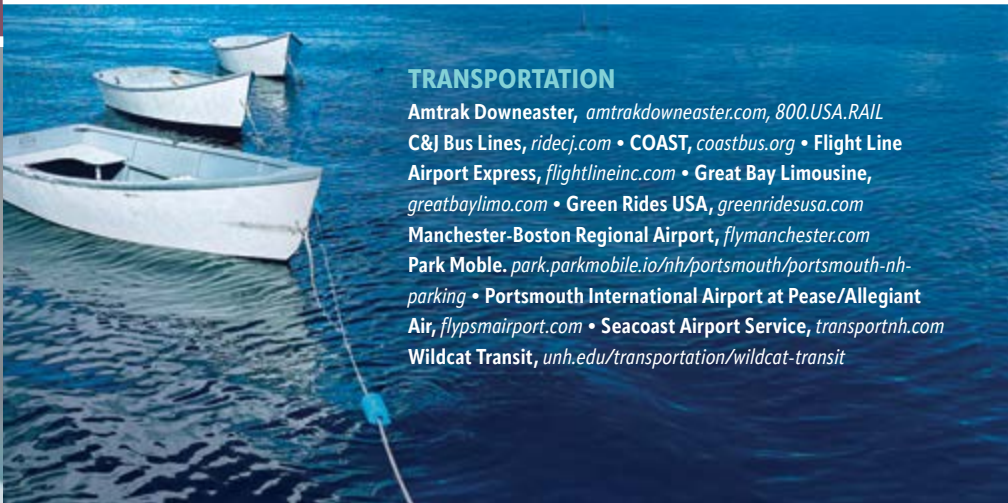 TRANSPORTATION
Amtrak Downeaster, amtrakdowneaster.com, 800.USA.RAIL
C&J Bus Lines, ridecj.com • COAST, coastbus.org • Flight Line
Airport Express, flightlineinc.com • Great Bay Limousine,
greatbaylimo.com • Green Rides USA, greenridesusa.com
Manchester-Boston Regional Airport, flymanchester.com
Park Moble. park.parkmobile.io/nh/portsmouth/portsmouth-nh-
parking • Portsmouth International Airport at Pease/Allegiant
Air, flypsmairport.com • Seacoast Airport Service, transportnh.com
Wildcat Transit, unh.edu/transportation/wildcat-transit